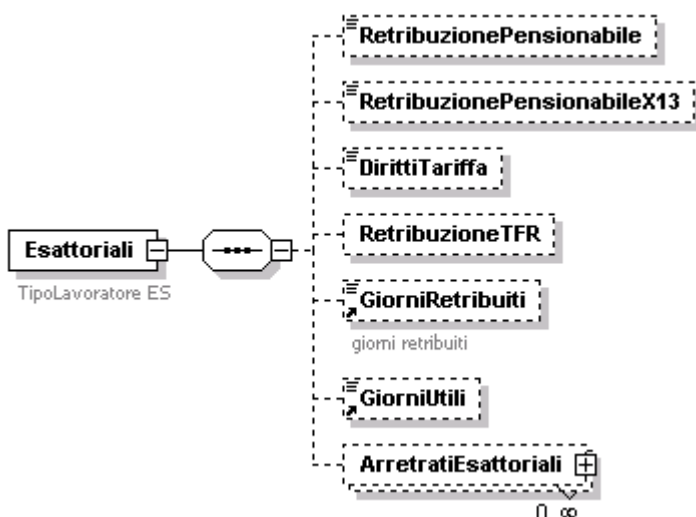 RetribuzionePensionabile
RetribuzionePensionabileX13
DirittiTariffa
RetribuzioneTFR
Esattoriali
TipoLavoratore ES
GiorniRetribuiti
giorni retribuiti
GiorniUtili
ArretratiEsattoriali
0..∞